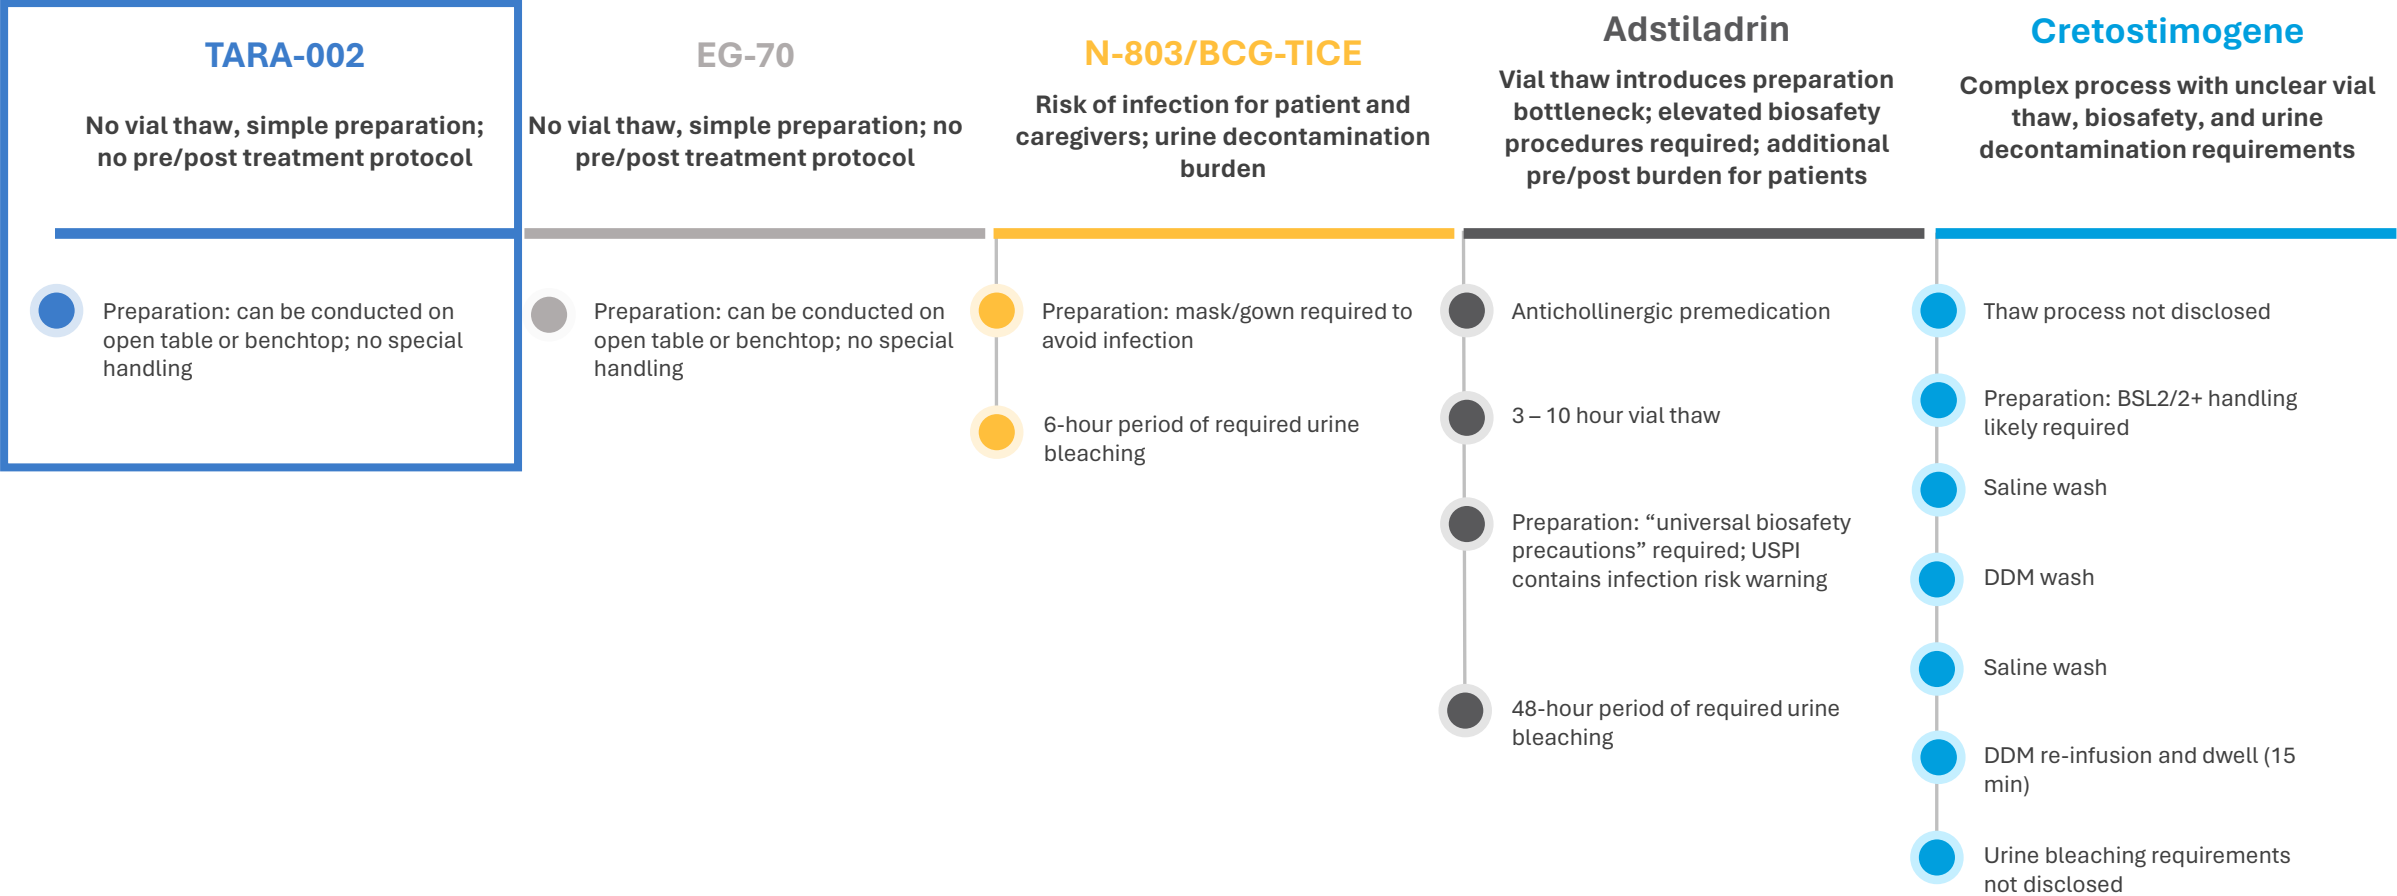 TARA-002
No vial thaw, simple preparation;
no pre/post treatment protocol
Preparation: can be conducted on
open table or benchtop; no special
handling
EG-70
No vial thaw, simple preparation; no
pre/post treatment protocol
Preparation: can be conducted on
open table or benchtop; no special
handling
N-803/BCG-TICE
Risk of infection for patient and
caregivers; urine decontamination
burden
Preparation: mask/gown required to
avoid infection
6-hour period of required urine
bleaching
Adstiladrin
Vial thaw introduces preparation
bottleneck; elevated biosafety
procedures required; additional
pre/post burden for patients
Antichollinergic premedication
3 – 10 hour vial thaw
Preparation: “universal biosafety
precautions” required; USPI
contains infection risk warning
48-hour period of required urine
bleaching
Cretostimogene
Complex process with unclear vial
thaw, biosafety, and urine
decontamination requirements
Thaw process not disclosed
Preparation: BSL2/2+ handling
likely required
Saline wash
DDM wash
Saline wash
DDM re-infusion and dwell (15
min)
Urine bleaching requirements
not disclosed